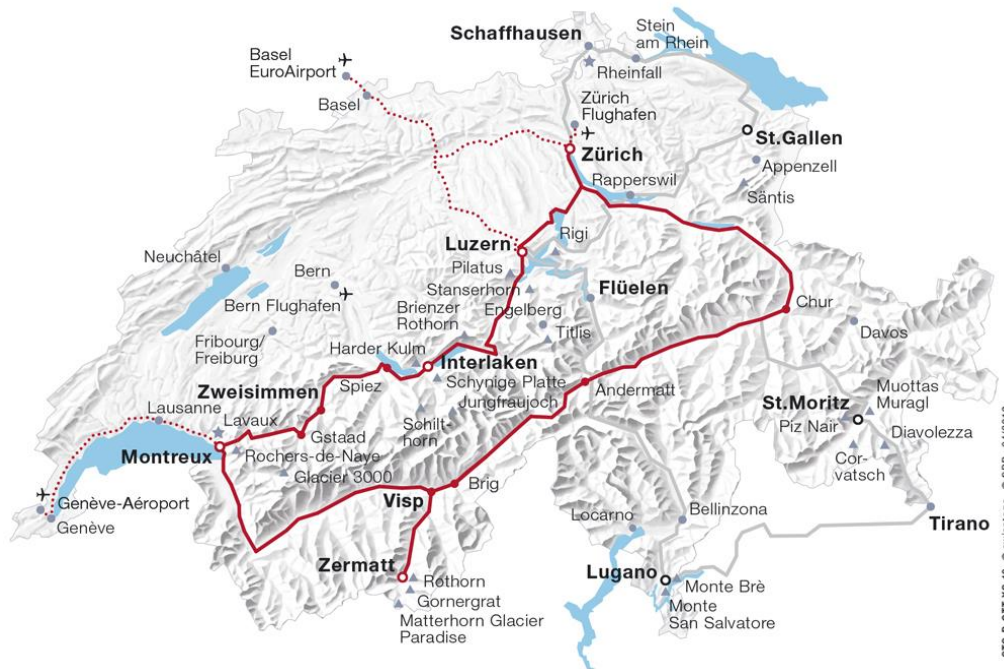 Schaffhausen
Stein
am Rhein
Basel
EuroAirport
Rheinfall
Basel
Zürich
Flughafen
St.Gallen
Zürich
Appenzell
Rapperswil
Säntis
Rigi
Luzern
Neuchâtel
Pilatus
Bern
Stanserhorn
Flüelen
Bern Flughafen
Brienzer
Rothorn
Engelberg
Chur
Titlis
Davos
Fribourg/
Freiburg
Harder Kulm
Interlaken
Spiez
Schynige Platte
Andermatt
Muottas
Muragl
Zweisimmen
Jungfraujoch
St.Moritz
Lausanne
Lavaux
Schilt-
horn
Piz Nair
Gstaad
Diavolezza
Montreux
Rochers-de-Naye
Cor-
vatsch
Glacier 3000
Brig
Visp
Genève-Aéroport
Genève
Locarno
Bellinzona
Tirano
Zermatt
Rothorn
Lugano
Monte Brè
Gornergrat
Monte
San Salvatore
Matterhorn Glacier
Paradise